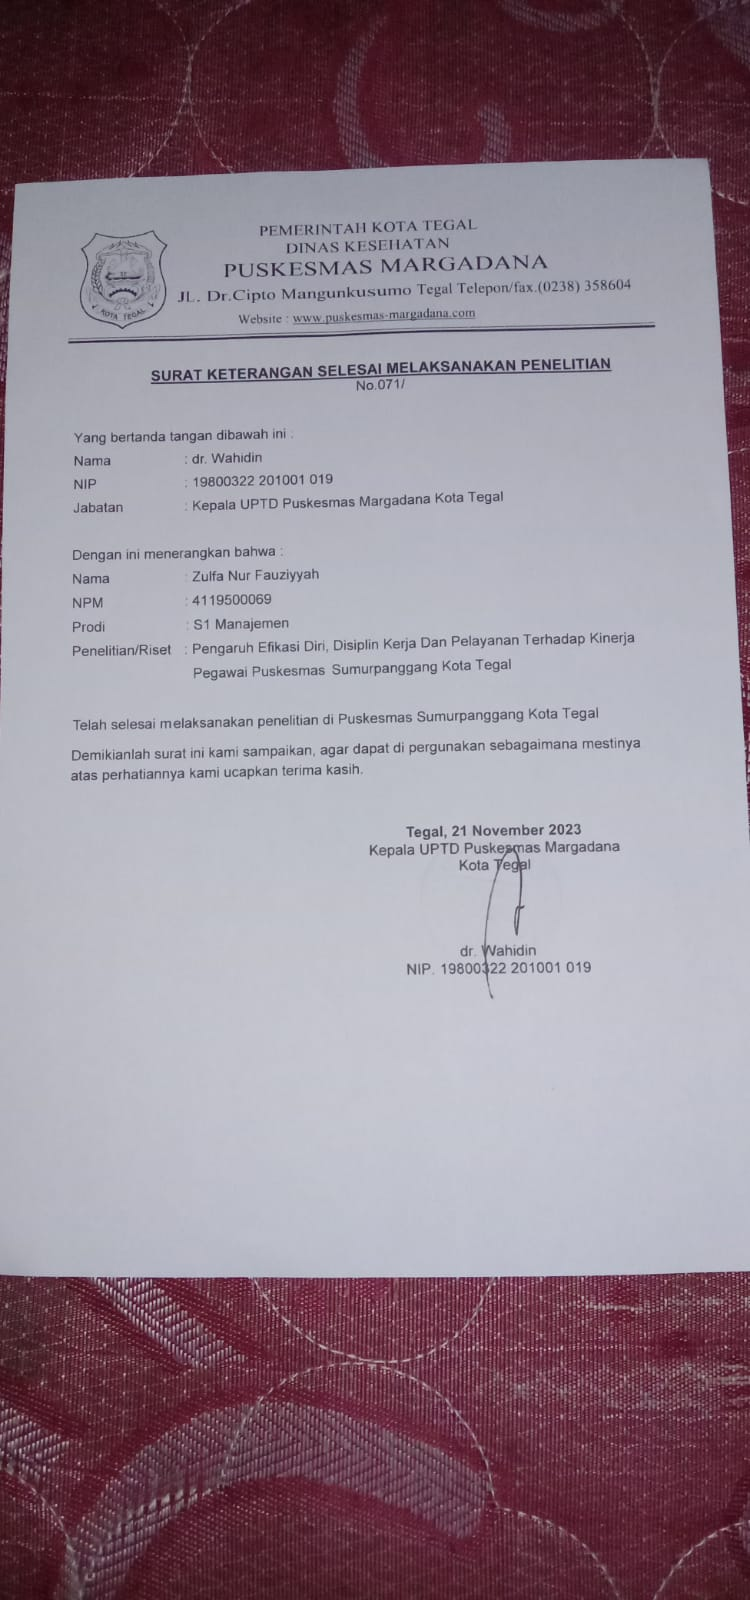 PEMERINTAH KOTA TEGAL
DINAS KESEHATAN
PUSKESMAS MARGADANA
JL. Dr.Cipto Mangunkusumo Tegal Telepon/fax.(0238) 358604
Website : www.puskesmas-margadana.com
KOTA TEGAL
SURAT KETERANGAN SELESAI MELAKSANAKAN PENELITIAN
No.071/
Yang bertanda tangan dibawah ini :
Nama : dr. Wahidin
NIP : 19800322 201001 019
Jabatan : Kepala UPTD Puskesmas Margadana Kota Tegal
Dengan ini menerangkan bahwa :
Nama : Zulfa Nur Fauziyyah
NPM : 4119500069
Prodi : S1 Manajemen
Penelitian/Riset : Pengaruh Efikasi Diri, Disiplin Kerja Dan Pelayanan Terhadap Kinerja
Pegawai Puskesmas Sumurpanggang Kota Tegal
Telah selesai melaksanakan penelitian di Puskesmas Sumurpanggang Kota Tegal
Demikianlah surat ini kami sampaikan, agar dapat di pergunakan sebagaimana mestinya
atas perhatiannya kami ucapkan terima kasih.
Tegal, 21 November 2023
Kepala UPTD Puskesmas Margadana
Kota Tegal
dr. Wahidin
NIP. 19800322 201001 019